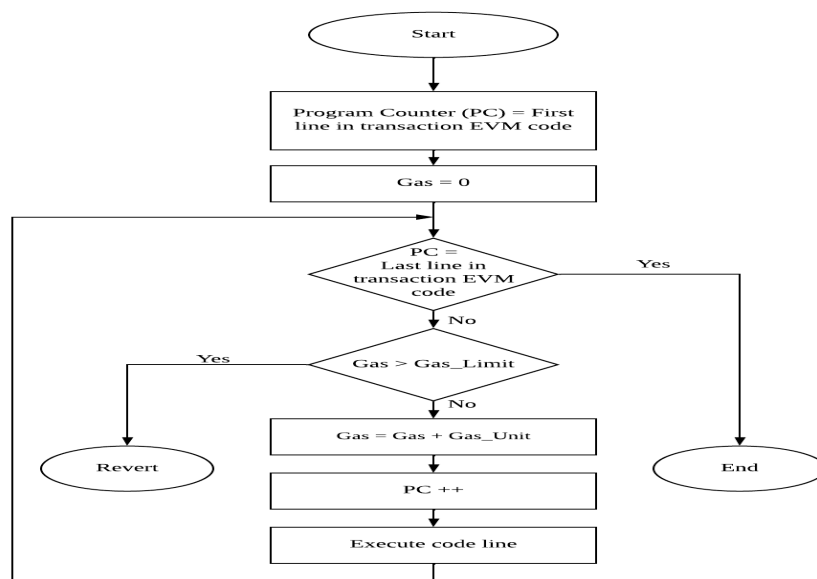 Start
Program Counter (PC) = First
line in transaction EVM code
Gas = 0
PC =
Last line in
transaction EVM
code
Yes
No
Gas > Gas_Limit
Yes
No
Gas = Gas + Gas_Unit
Revert
End
PC ++
Execute code line